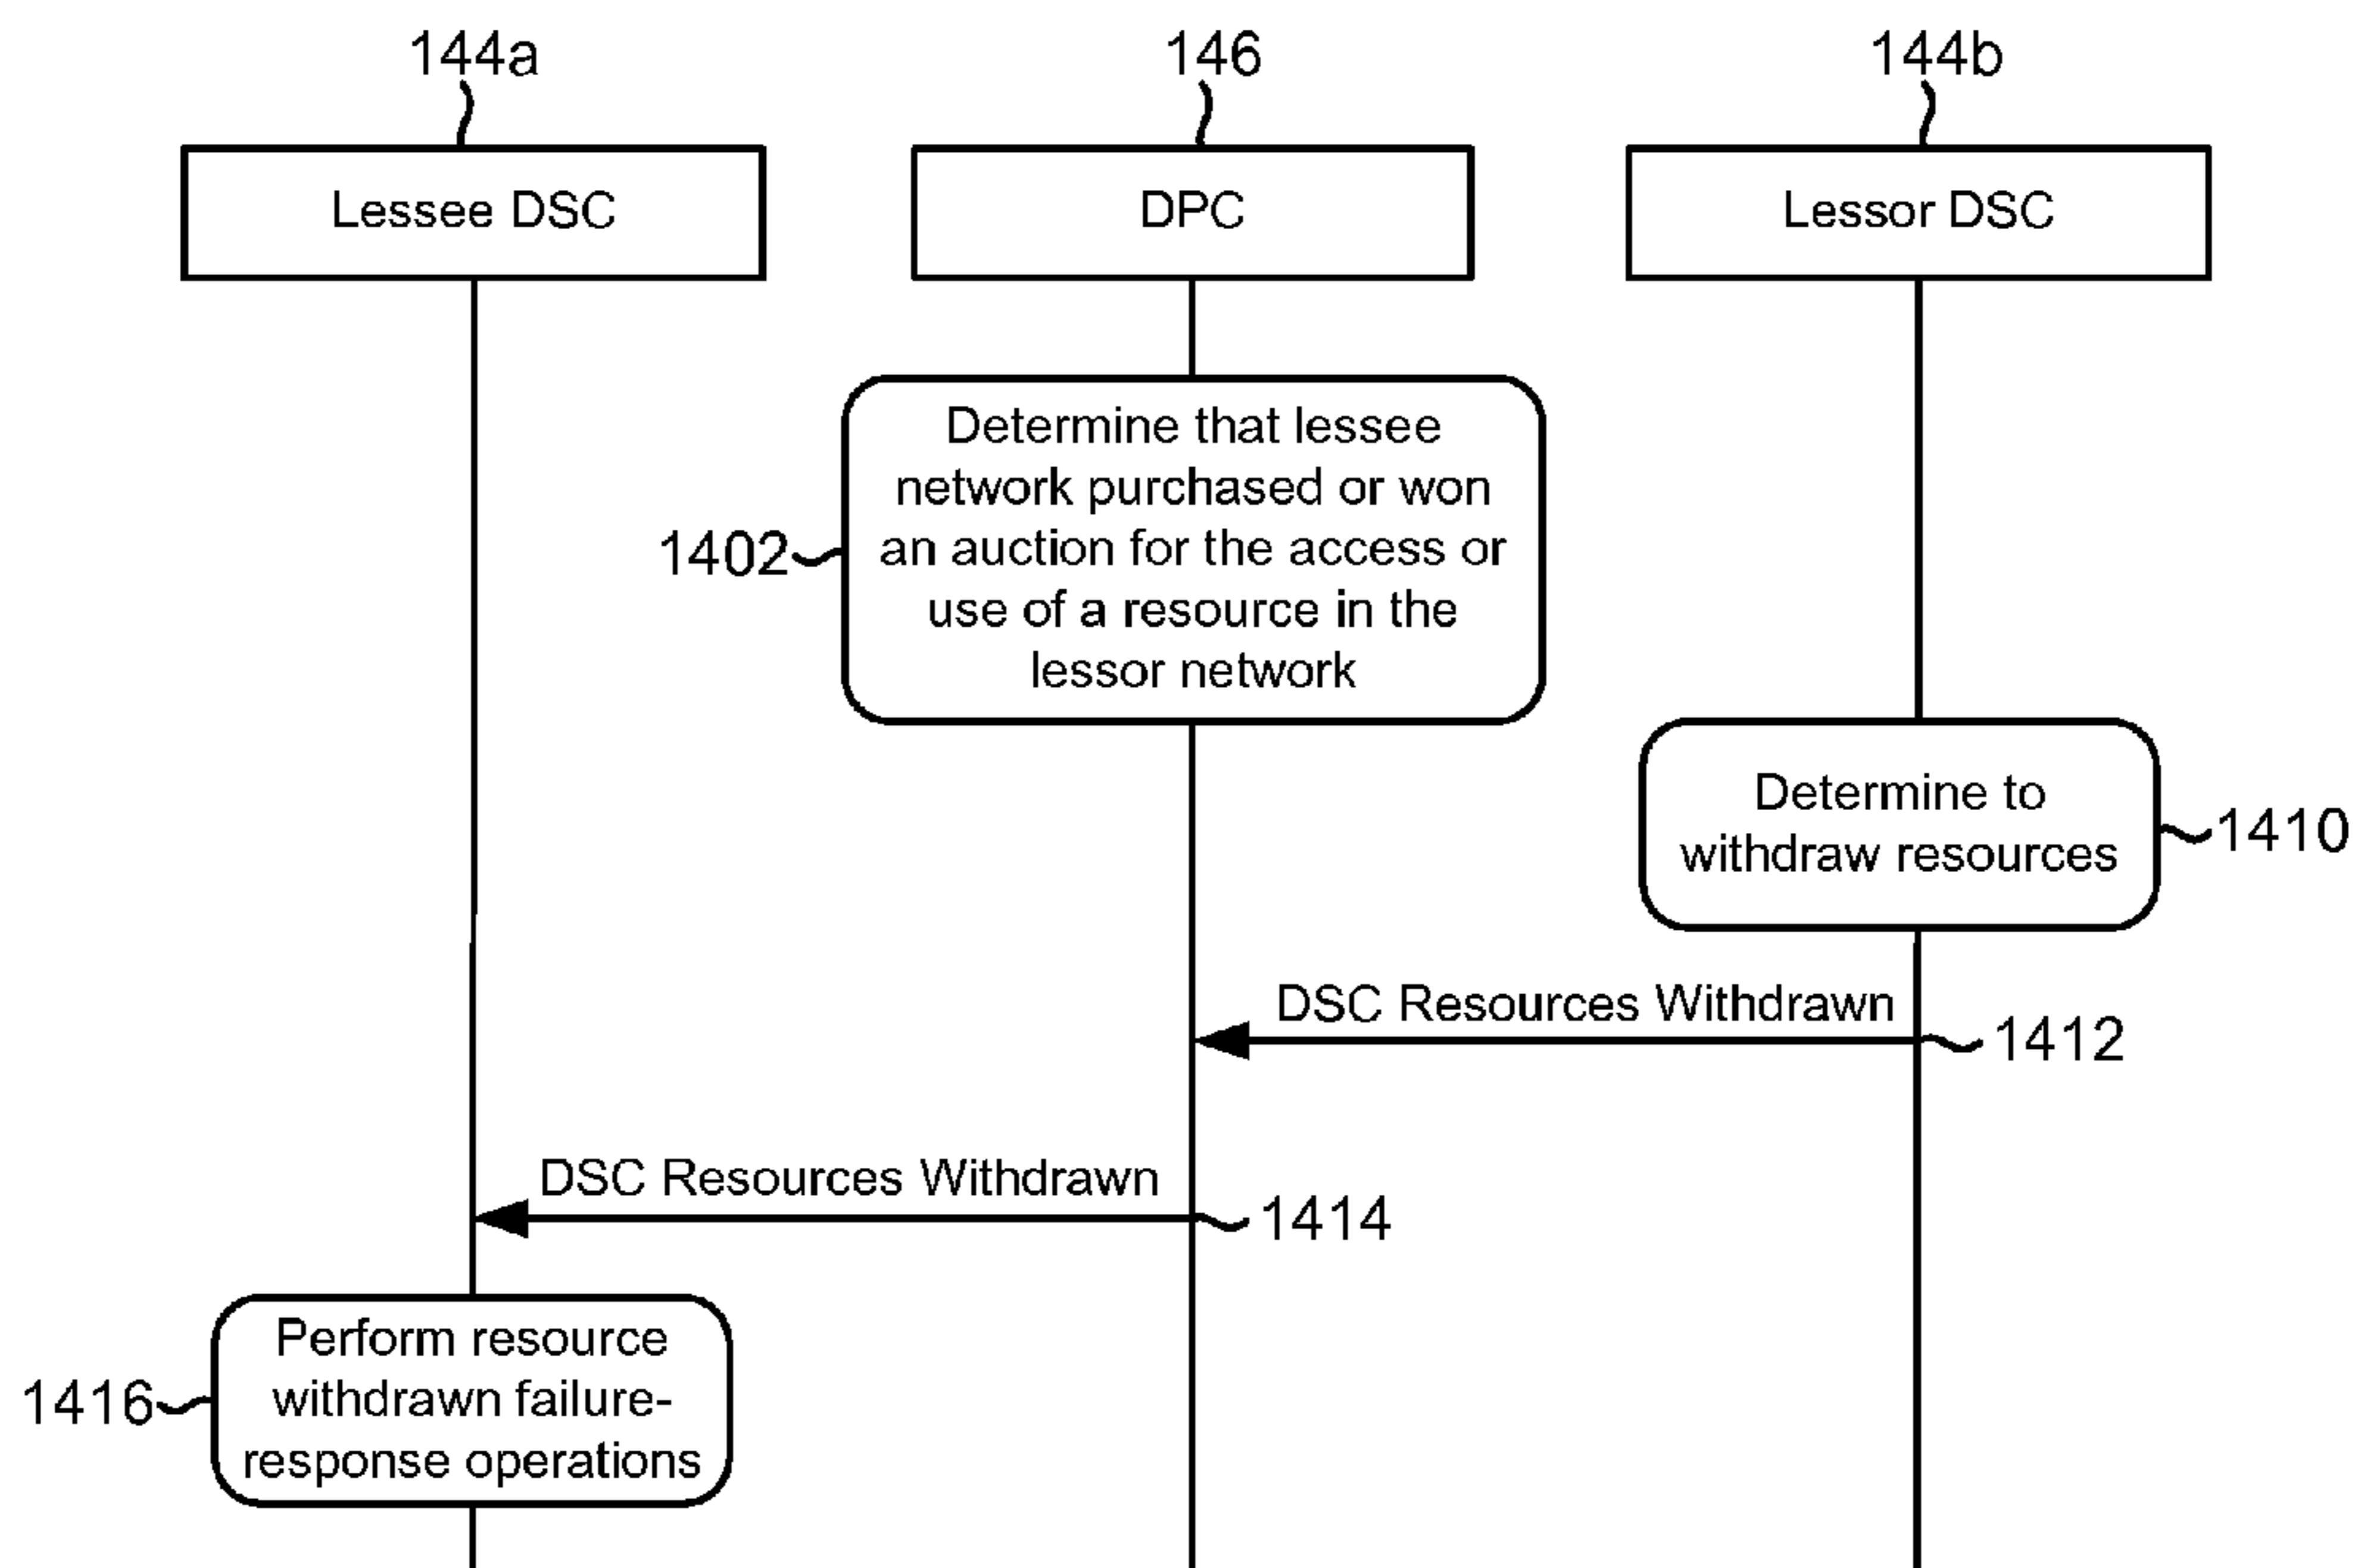 144a
146
144b
Lessee DSC
DPC
Lessor DSC
Determine that lessee
network purchased or won
an auction for the access or
use of a resource in the
lessor network
1402
Determine to
withdraw resources
1410
DSC Resources Withdrawn
1412
DSC Resources Withdrawn
1414
Perform resource
withdrawn failure-
response operations
1416